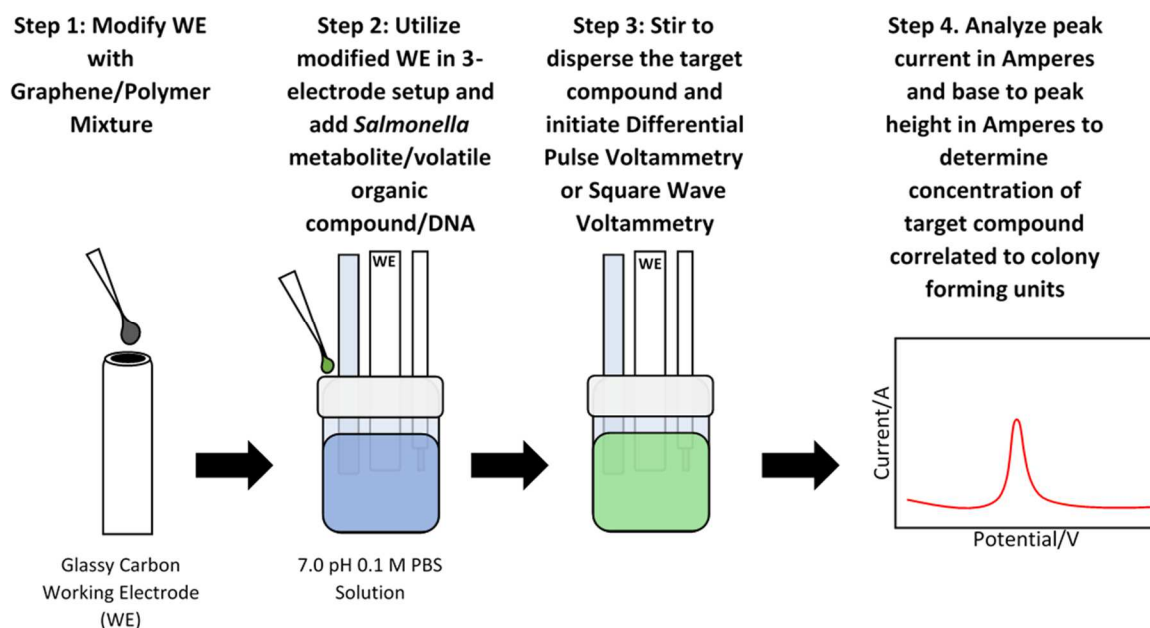 Step 1: Modify WE
with
Graphene/Polymer
Mixture
Step 2: Utilize
modified WE in 3-
electrode setup and
add Salmonella
metabolite/volatile
organic
compound/DNA
Step 3: Stir to
disperse the target
compound and
initiate Differential
Pulse Voltammetry
or Square Wave
Voltammetry
Step 4. Analyze peak
current in Amperes
and base to peak
height in Amperes to
determine
concentration of
target compound
correlated to colony
forming units
WE
WE
Current/A
Potential/V
Glassy Carbon
Working Electrode
(WE)
7.0 pH 0.1 M PBS
Solution